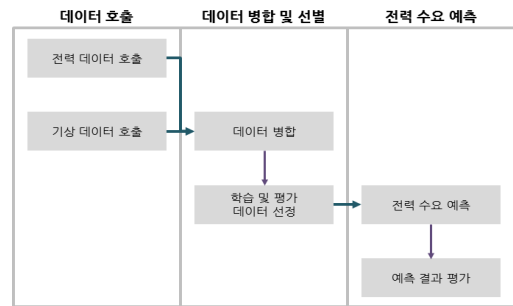 데이터 호출
데이터 병합 및 선별
전력 수요 예측
전력 데이터 호출
기상 데이터 호출
데이터 병합
학습 및 평가
데이터 선정
전력 수요 예측
예측 결과 평가